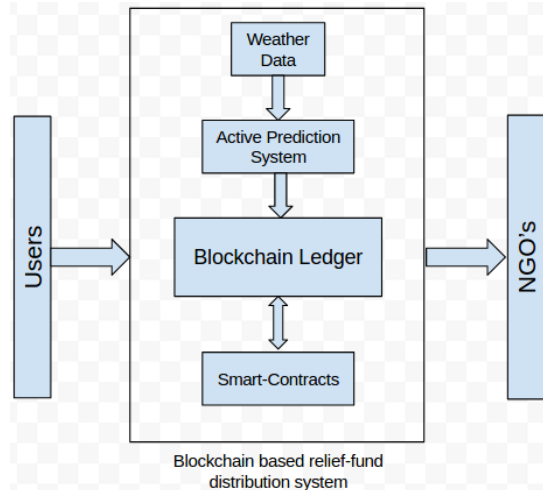 Weather
Data
Active Prediction
System
Users
Blockchain Ledger
NGO's
Smart-Contracts
Blockchain based relief-fund
distribution system